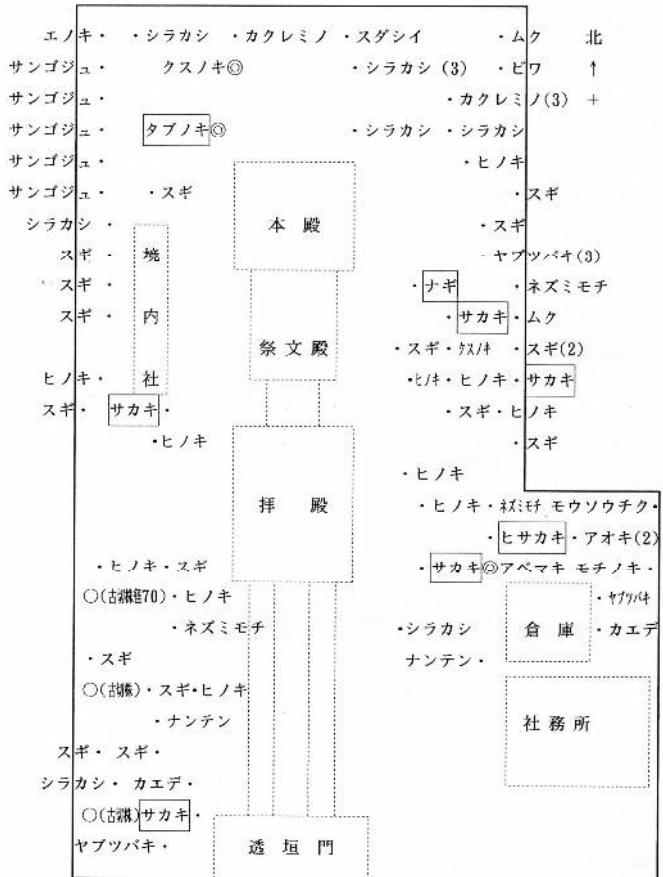 エノキ・ ・シラカシ ・カクレミノ ・スダシイ ・ムク 北
サンゴジュ・ クスノキ◎ ・シラカシ(3) ・ビワ ↑
サンゴジュ・ ・カクレミノ(3) +
サンゴジュ・ タブノキ◎ ・シラカシ ・シラカシ
サンゴジュ・ ・ヒノキ
サンゴジュ・ ・スギ ・スギ
シラカシ・ 本殿 ・スギ
スギ・ 境 ・ヤブツバキ(3)
スギ・ ・ナギ ・ネズミモチ
スギ・ 内 ・サカキ・ムク
祭文殿 ・スギ・クスノキ ・スギ(2)
ヒノキ・ 社 ・ヒノキ・ヒノキ・サカキ
スギ・ サカキ・ ・スギ・ヒノキ
・ヒノキ ・スギ
・ヒノキ
拝殿 ・ヒノキ・ネズミモチ モウソウチク・
・ヒサカキ・アオキ(2)
・ヒノキ・スギ ・サカキ◎アベマキ モチノキ・
○(古損木径70)・ヒノキ ・ヤブツバキ
・ネズミモチ ・シラカシ 倉庫 ・カエデ
・スギ ナンテン・
○(古損木)・スギ・ヒノキ
・ナンテン 社務所
スギ・ スギ・
シラカシ・ カエデ・
○(古損木)サカキ・
ヤブツバキ・ 透垣門